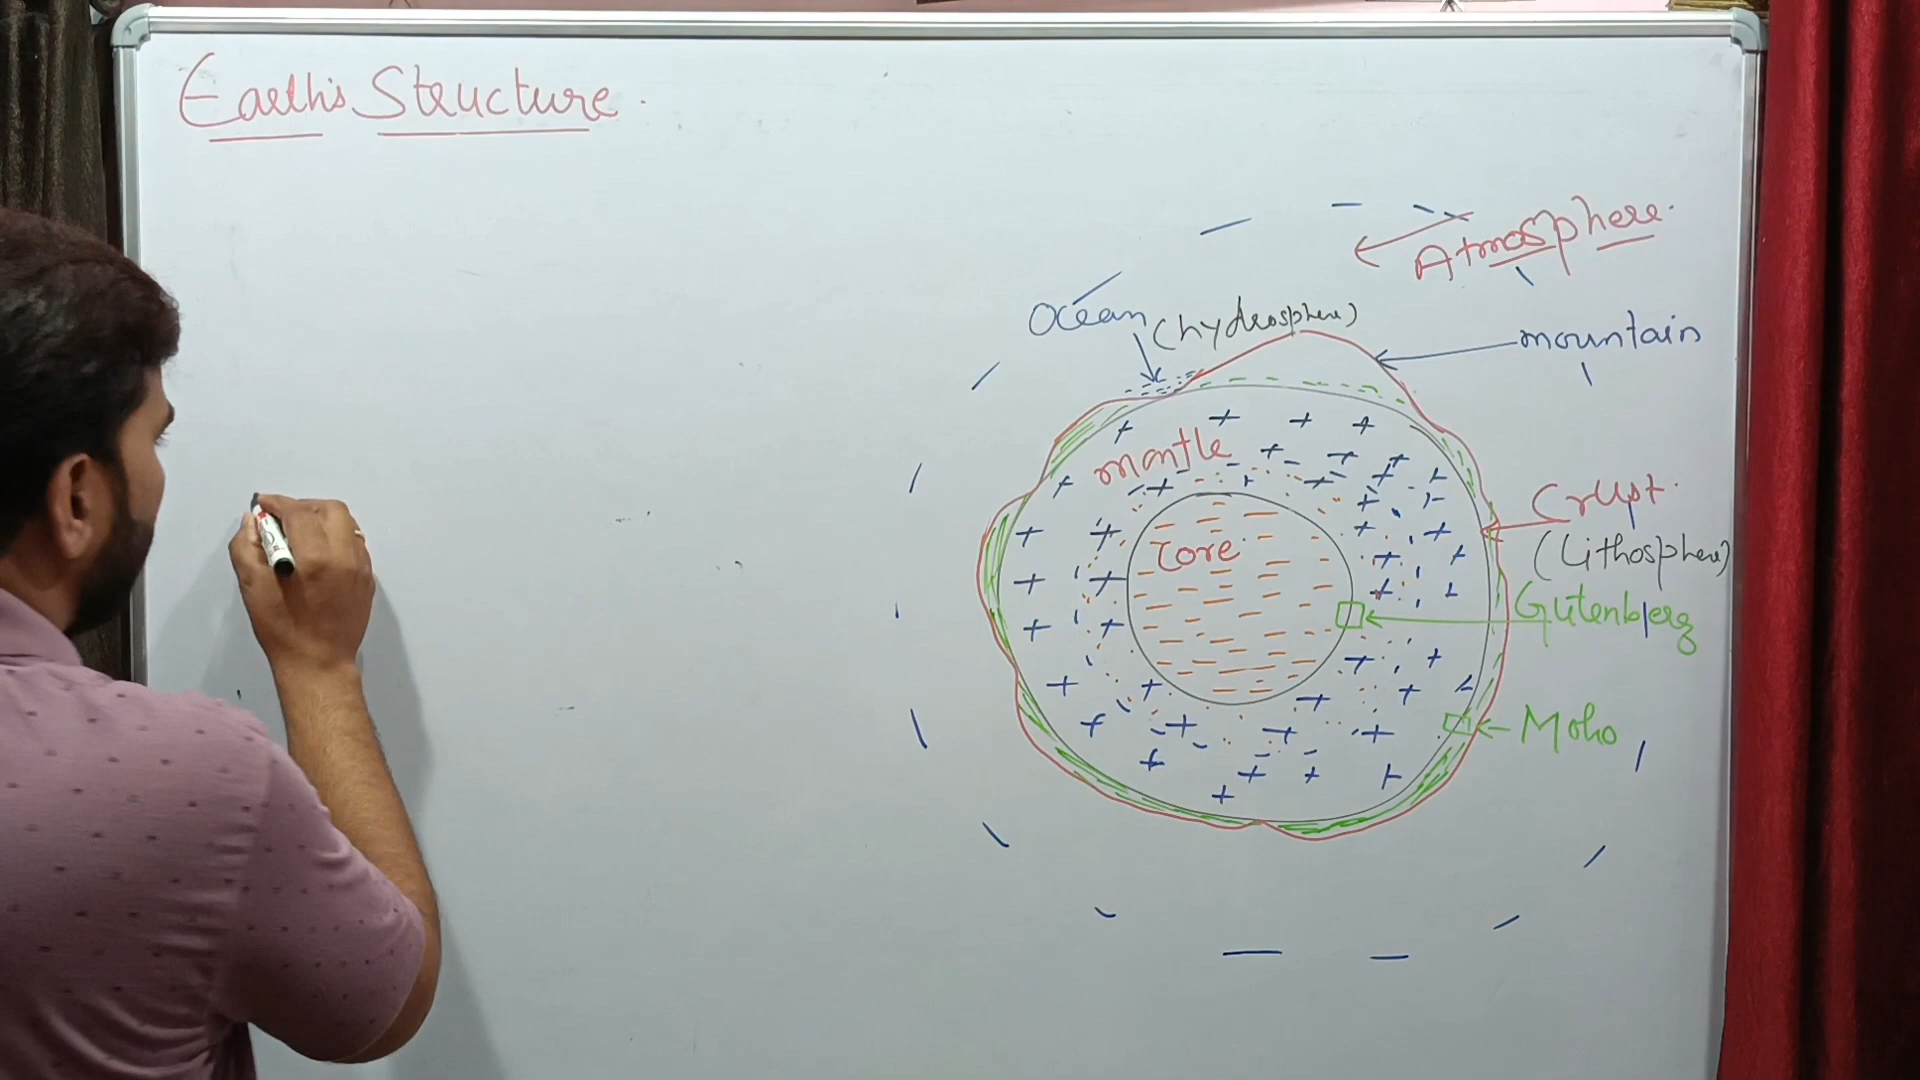 Earth's Structure.
Atmosphere.
Ocean (hydrosphere)
mountain
mantle
Crust.
Core
(Lithosphere)
Gutenberg
Moho